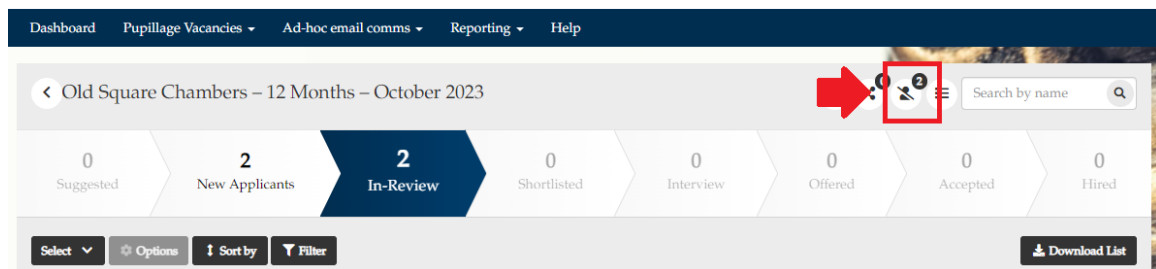 Dashboard Pupillage Vacancies Ad-hoc email comms Reporting Help
Old Square Chambers – 12 Months – October 2023 2 Search by name
0 2 2 0 0 0 0 0
Suggested New Applicants In-Review Shortlisted Interview Offered Accepted Hired
Select Options Sort by Filter Download List